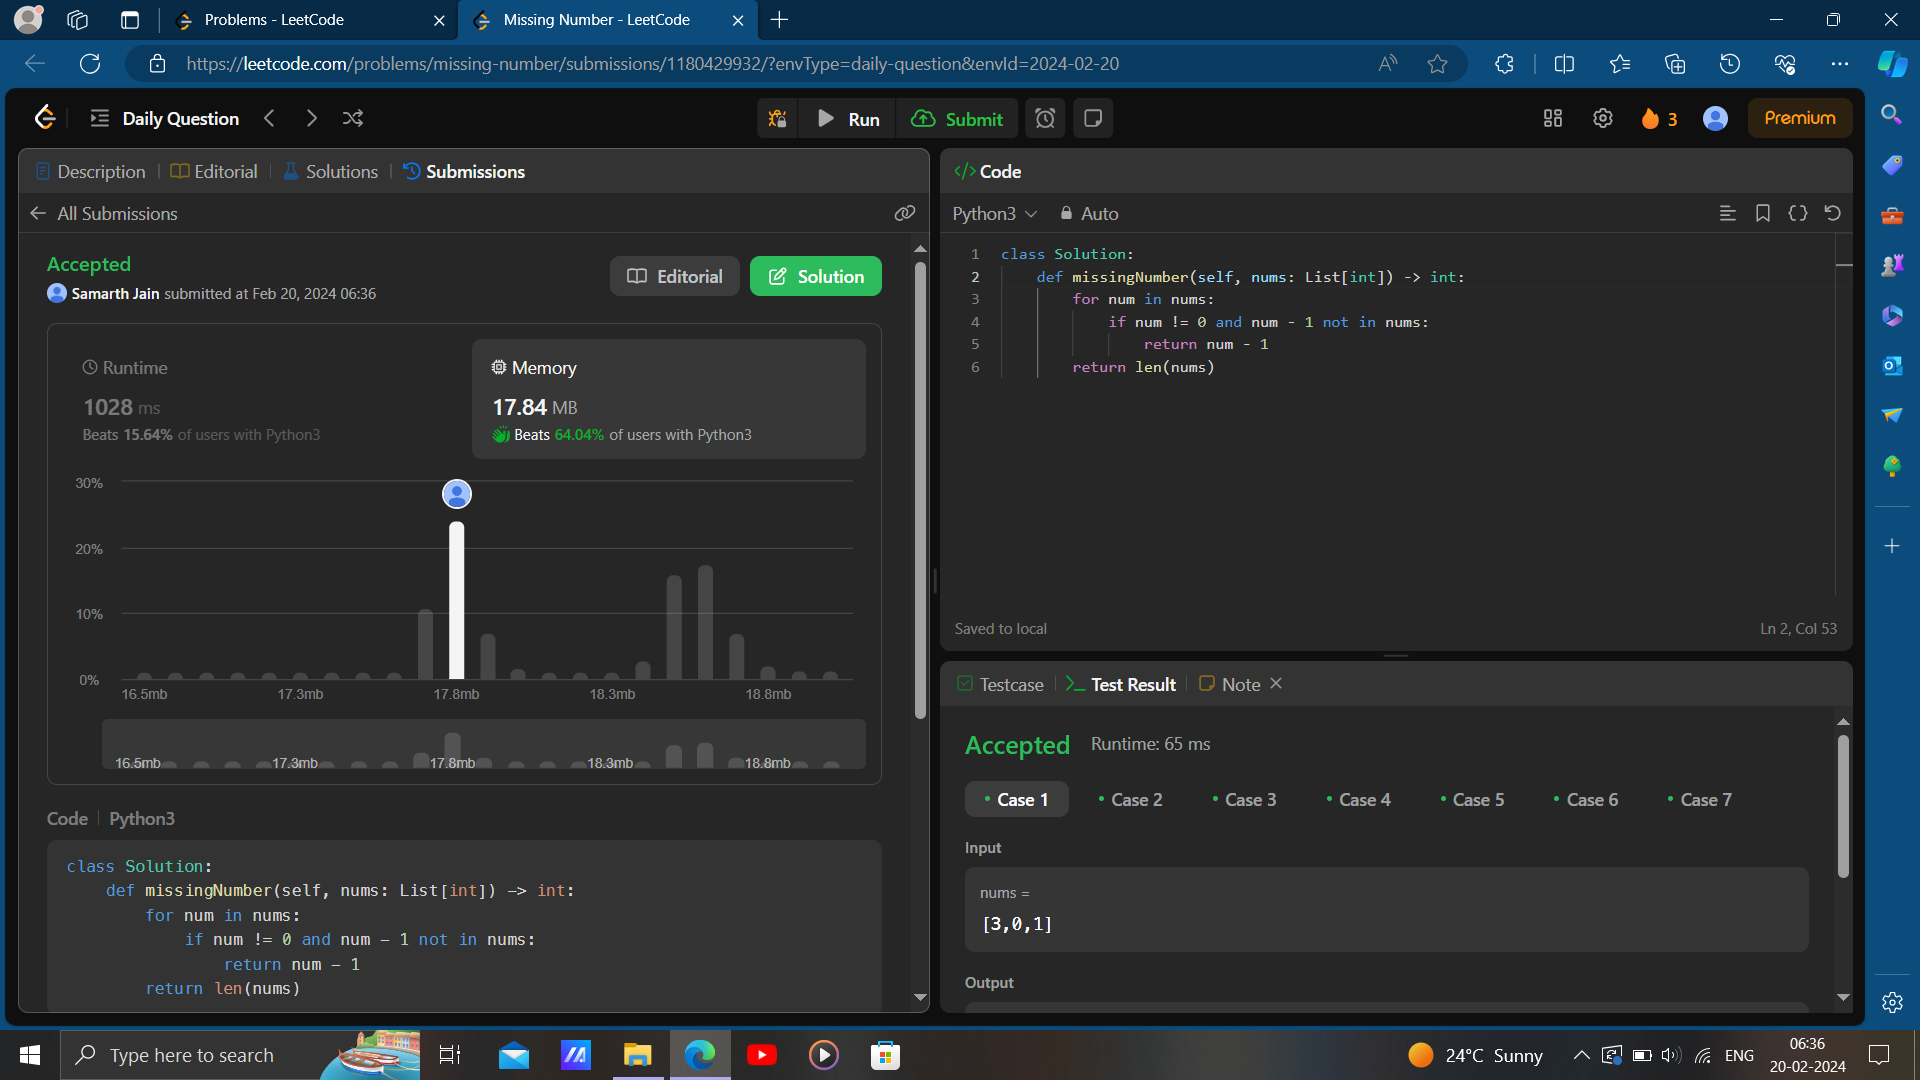 Problems - LeetCode
Missing Number - LeetCode
https://leetcode.com/problems/missing-number/submissions/1180429932/?envType=daily-question&envId=2024-02-20
Daily Question
Run
Submit
3
Premium
Description
Editorial
Solutions
Submissions
All Submissions
Accepted
Samarth Jain submitted at Feb 20, 2024 06:36
Editorial
Solution
Runtime
1028 ms
Beats 15.64% of users with Python3
Memory
17.84 MB
Beats 64.04% of users with Python3
30%
20%
10%
0%
16.5mb 17.3mb 17.8mb 18.3mb 18.8mb
16.5mb 17.3mb 17.8mb 18.3mb 18.8mb
Code Python3
class Solution:
    def missingNumber(self, nums: List[int]) -> int:
        for num in nums:
            if num != 0 and num - 1 not in nums:
                return num - 1
        return len(nums)
</> Code
Python3 Auto
1 class Solution:
2     def missingNumber(self, nums: List[int]) -> int:
3         for num in nums:
4             if num != 0 and num - 1 not in nums:
5                 return num - 1
6         return len(nums)
Saved to local
Ln 2, Col 53
Testcase
Test Result
Note
Accepted
Runtime: 65 ms
Case 1
Case 2
Case 3
Case 4
Case 5
Case 6
Case 7
Input
nums =
[3,0,1]
Output
Type here to search
24°C Sunny
ENG
06:36
20-02-2024